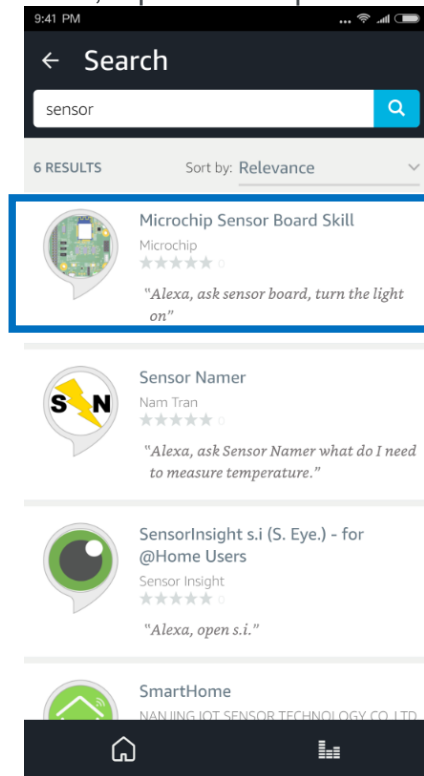 9:41 PM
...
← Search
sensor
6 RESULTS Sort by: Relevance
Microchip Sensor Board Skill
Microchip
★★★★★ 0
"Alexa, ask sensor board, turn the light
on"
S N
Sensor Namer
Nam Tran
★★★★★ 0
"Alexa, ask Sensor Namer what do I need
to measure temperature."
SensorInsight s.i (S. Eye.) - for
@Home Users
Sensor Insight
★★★★★ 0
"Alexa, open s.i."
SmartHome
NANJING IOT SENSOR TECHNOLOGY CO. LTD